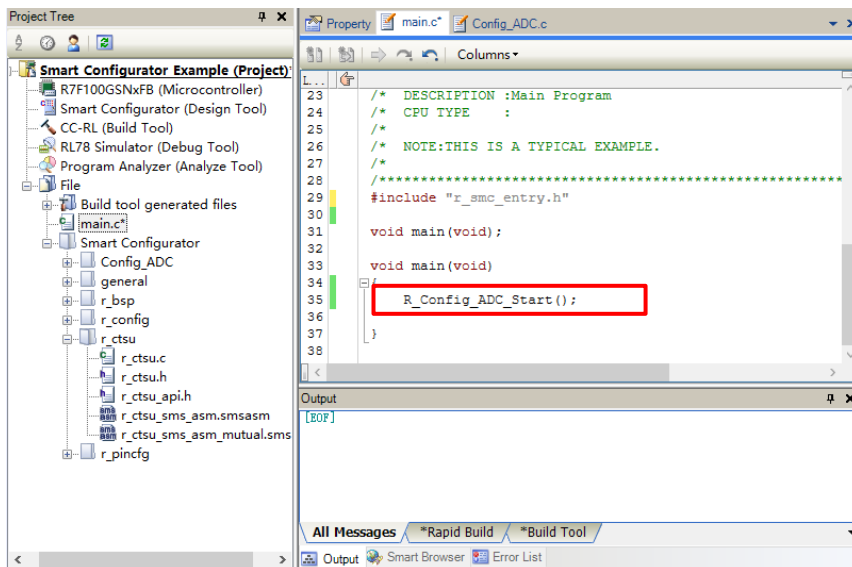 Project Tree
Smart Configurator Example (Project)*
R7F100GSNxFB (Microcontroller)
Smart Configurator (Design Tool)
CC-RL (Build Tool)
RL78 Simulator (Debug Tool)
Program Analyzer (Analyze Tool)
File
Build tool generated files
main.c*
Smart Configurator
Config_ADC
general
r_bsp
r_config
r_ctsu
r_ctsu.c
r_ctsu.h
r_ctsu_api.h
r_ctsu_sms_asm.smsasm
r_ctsu_sms_asm_mutual.sms
r_pincfg
Property main.c* Config_ADC.c
Columns
L...
23 /* DESCRIPTION :Main Program
24 /* CPU TYPE :
25 /*
26 /* NOTE:THIS IS A TYPICAL EXAMPLE.
27 /*
28 /*******************************************************
29 #include "r_smc_entry.h"
30
31 void main(void);
32
33 void main(void)
34 {
35 R_Config_ADC_Start();
36
37 }
38
Output
[EOF]
All Messages *Rapid Build *Build Tool
Output Smart Browser Error List